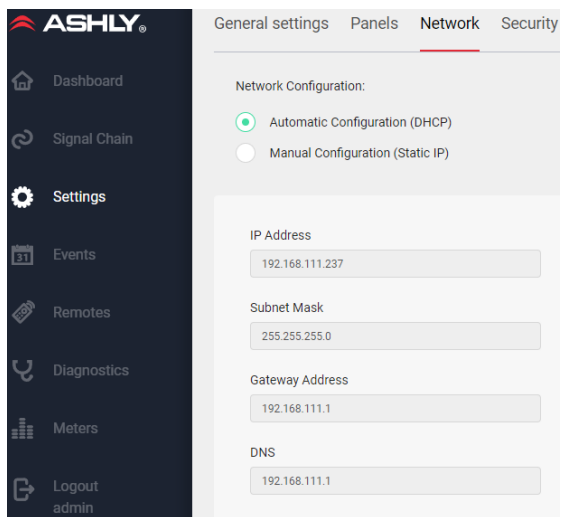 ASHLY®
General settings Panels Network Security
Dashboard
Signal Chain
Settings
31 Events
Remotes
Diagnostics
Meters
Logout
admin
Network Configuration:
Automatic Configuration (DHCP)
Manual Configuration (Static IP)
IP Address
192.168.111.237
Subnet Mask
255.255.255.0
Gateway Address
192.168.111.1
DNS
192.168.111.1